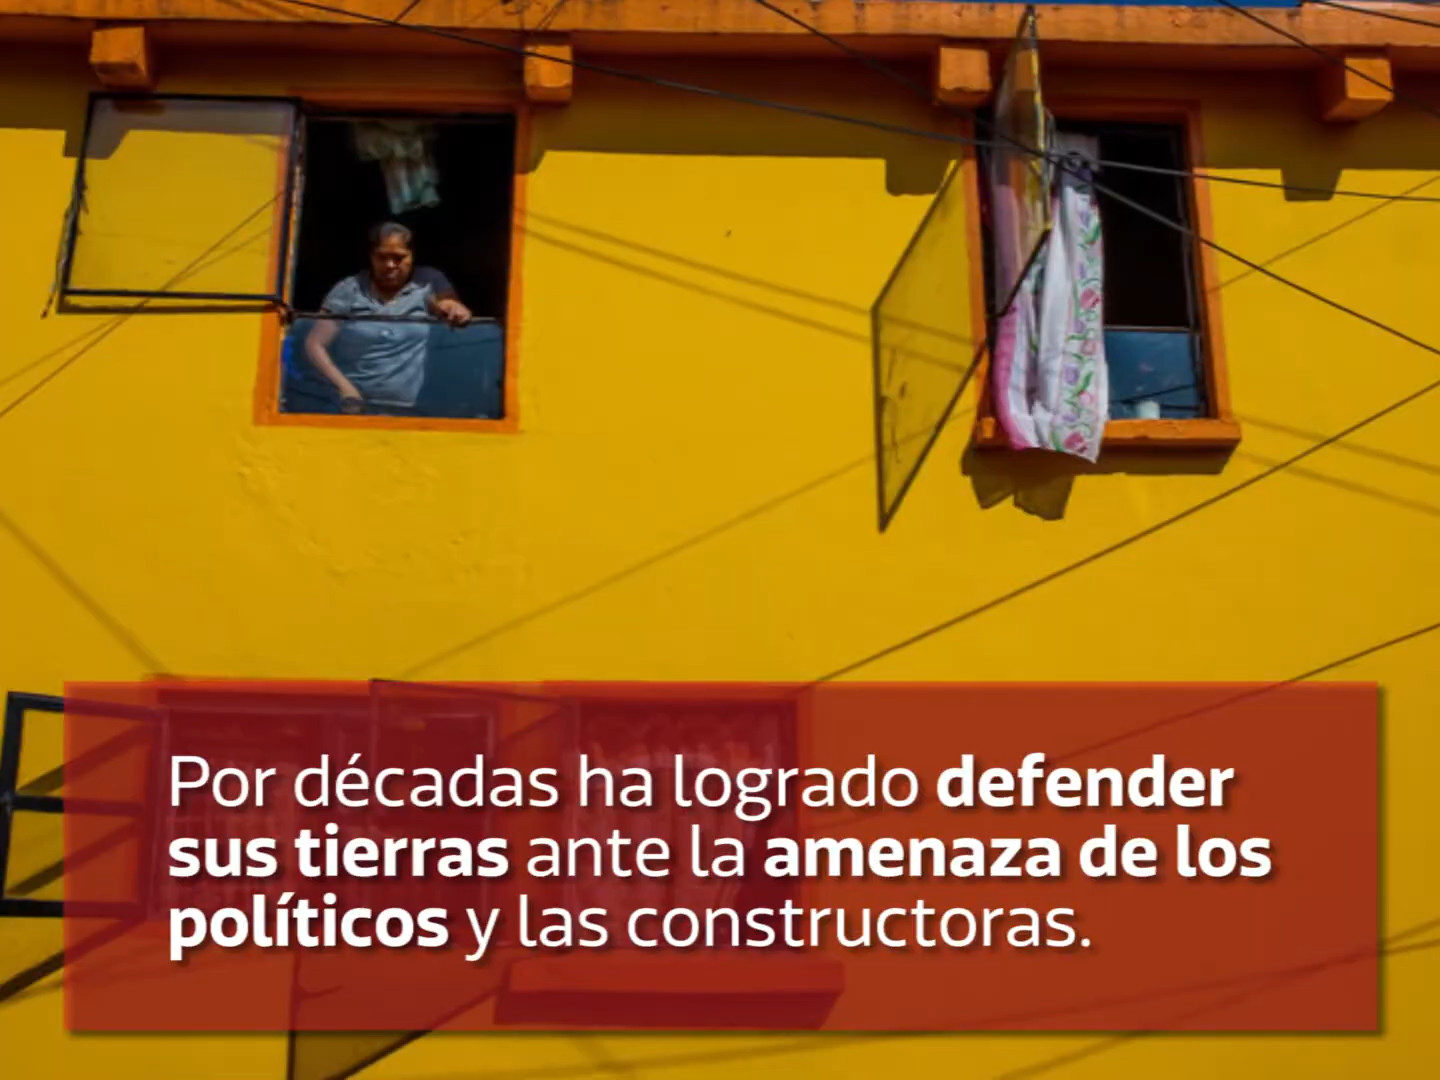 Por décadas ha logrado defender
sus tierras ante la amenaza de los
políticos y las constructoras.